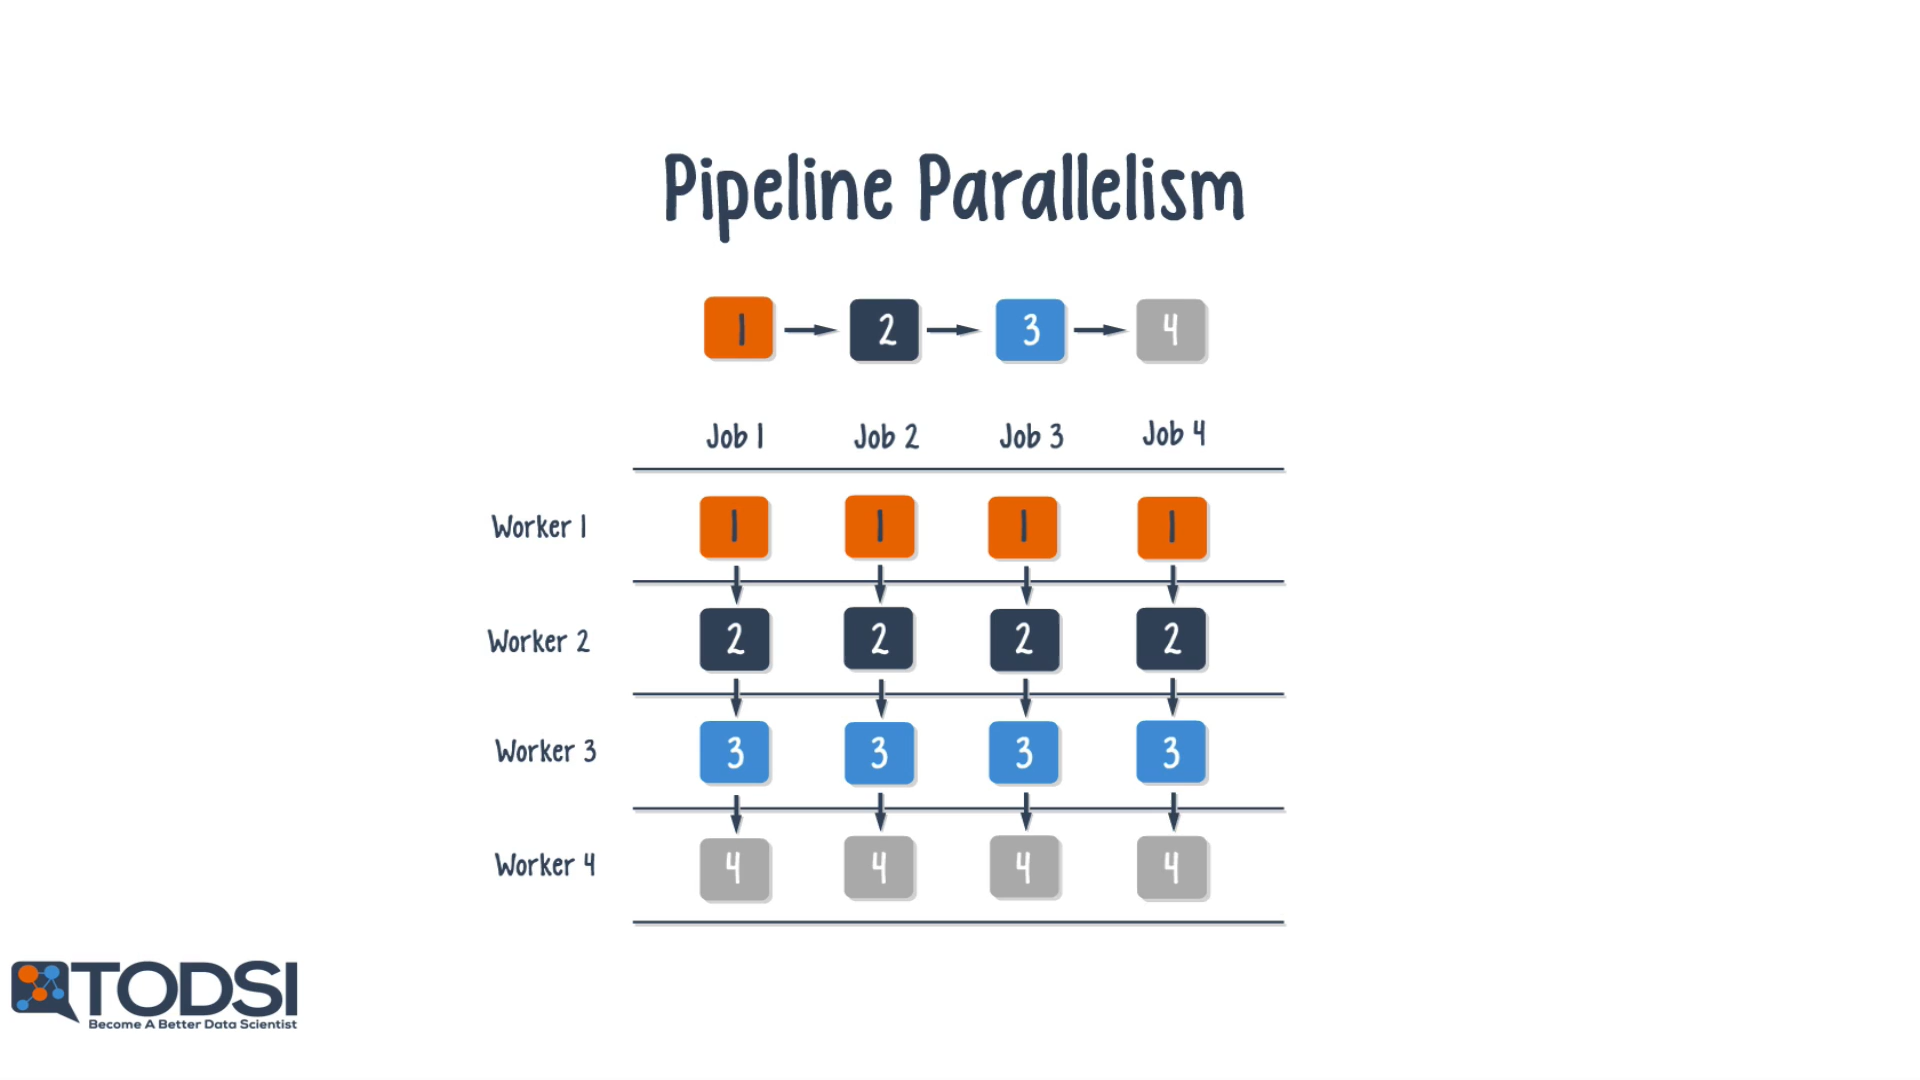 Pipeline Parallelism
1 2 3 4
Job 1 Job 2 Job 3 Job 4
Worker 1 1 1 1 1
Worker 2 2 2 2 2
Worker 3 3 3 3 3
Worker 4 4 4 4 4
TODSI
Become A Better Data Scientist